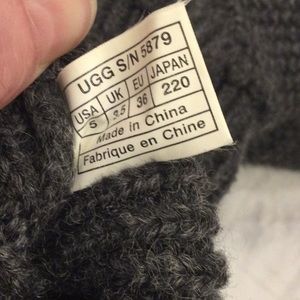 UGG S/N 5879
USA UK EU JAPAN
5 3.5 36 220
Made in China
Fabrique en Chine